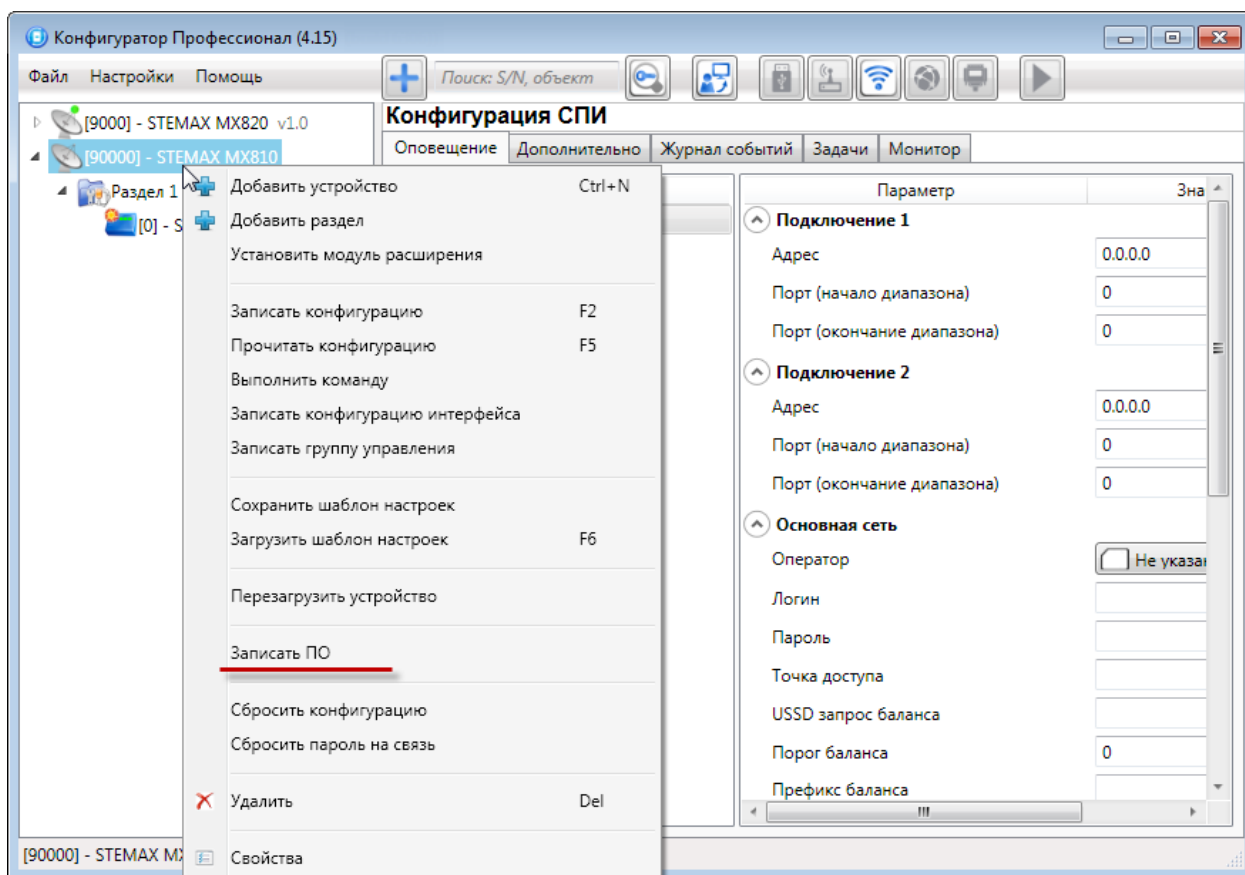 Конфигуратор Профессионал (4.15)
Файл Настройки Помощь
Поиск: S/N, объект
[9000] - STEMAX MX820 v1.0
[90000] - STEMAX MX810
Раздел 1
[0] - S
Конфигурация СПИ
Оповещение Дополнительно Журнал событий Задачи Монитор
Добавить устройство Ctrl+N
Добавить раздел
Установить модуль расширения
Записать конфигурацию F2
Прочитать конфигурацию F5
Выполнить команду
Записать конфигурацию интерфейса
Записать группу управления
Сохранить шаблон настроек
Загрузить шаблон настроек F6
Перезагрузить устройство
Записать ПО
Сбросить конфигурацию
Сбросить пароль на связь
Удалить Del
Свойства
Параметр Зна
Подключение 1
Адрес 0.0.0.0
Порт (начало диапазона) 0
Порт (окончание диапазона) 0
Подключение 2
Адрес 0.0.0.0
Порт (начало диапазона) 0
Порт (окончание диапазона) 0
Основная сеть
Оператор Не указан
Логин
Пароль
Точка доступа
USSD запрос баланса
Порог баланса 0
Префикс баланса
[90000] - STEMAX MX